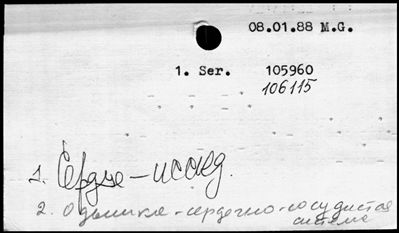 08.01.88 M.G.
1. Ser. 105960
106115
1. Сердце - исслед.
2. Одышка - сердечно-сосудистая
система